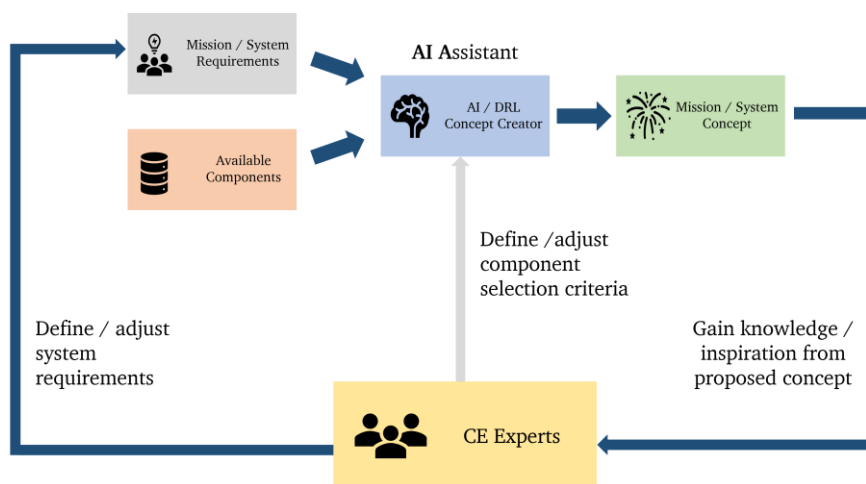 Mission / System
Requirements
AI Assistant
AI / DRL
Concept Creator
Mission / System
Concept
Available
Components
Define /adjust
component
selection criteria
Define / adjust
system
requirements
Gain knowledge /
inspiration from
proposed concept
CE Experts